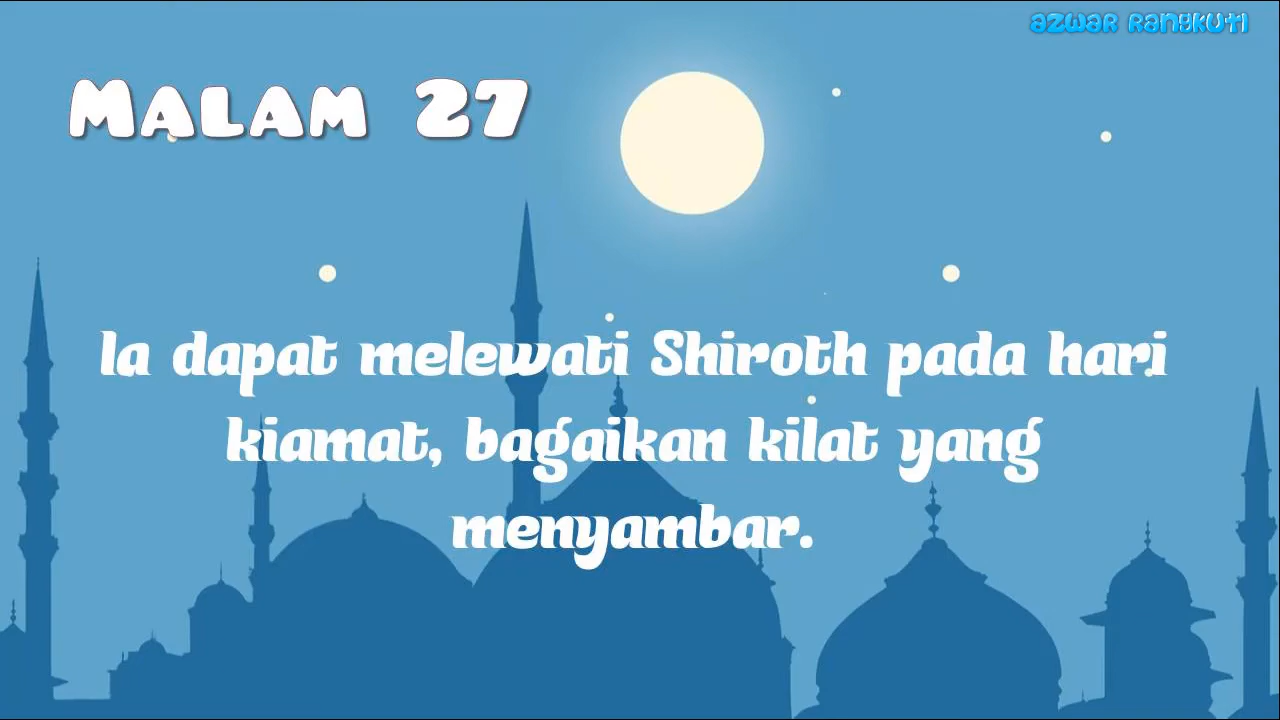 AZWAR RANGKUTI
MALAM 27
Ia dapat melewati Shiroth pada hari
kiamat, bagaikan kilat yang
menyambar.